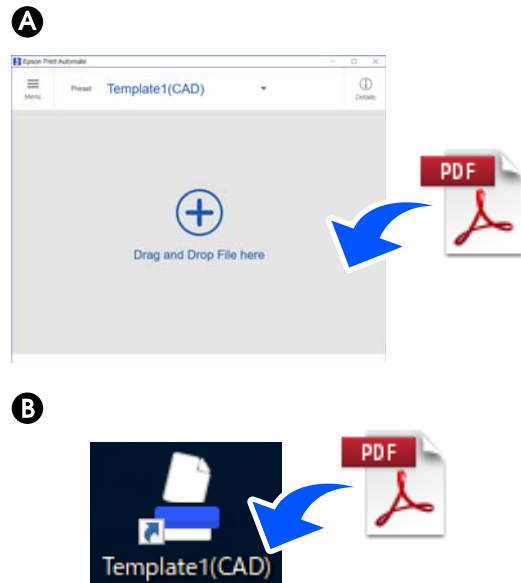 A
Epson Print Automate
Menu
Preset Template1(CAD)
Details
Drag and Drop File here
PDF
B
PDF
Template1(CAD)